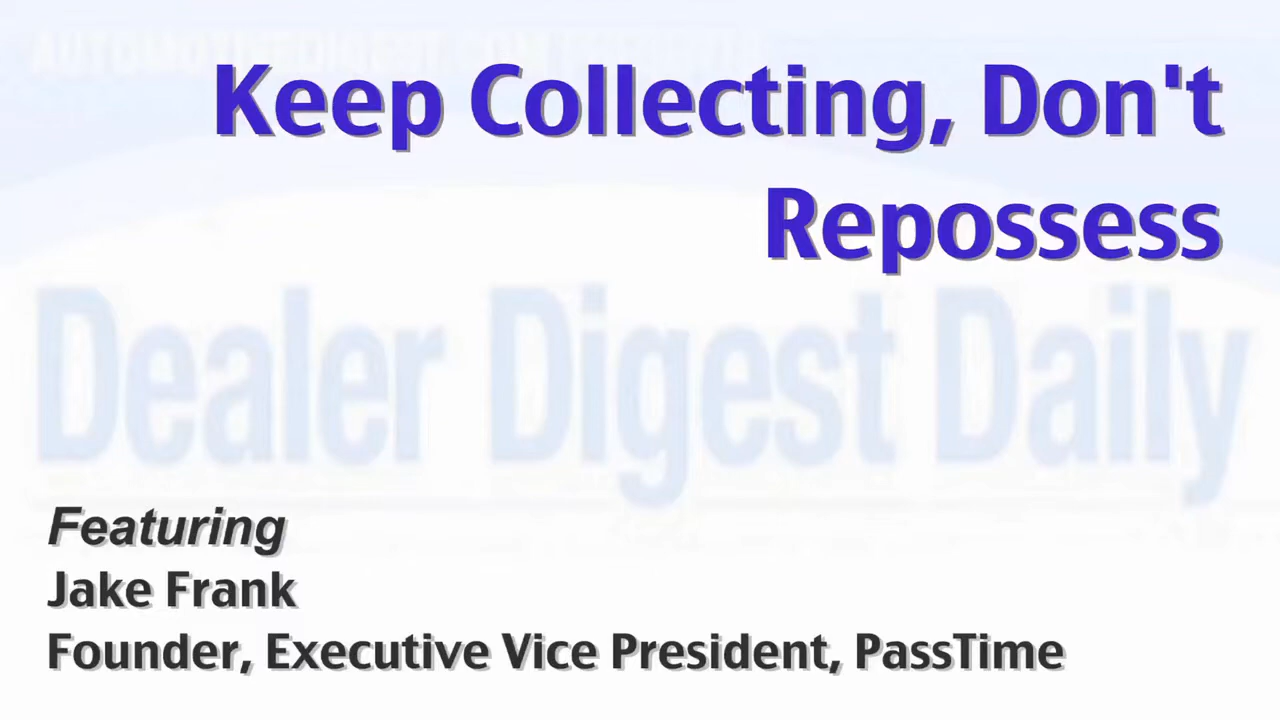 Keep Collecting, Don't
Repossess
Dealer Digest Daily
Featuring
Jake Frank
Founder, Executive Vice President, PassTime